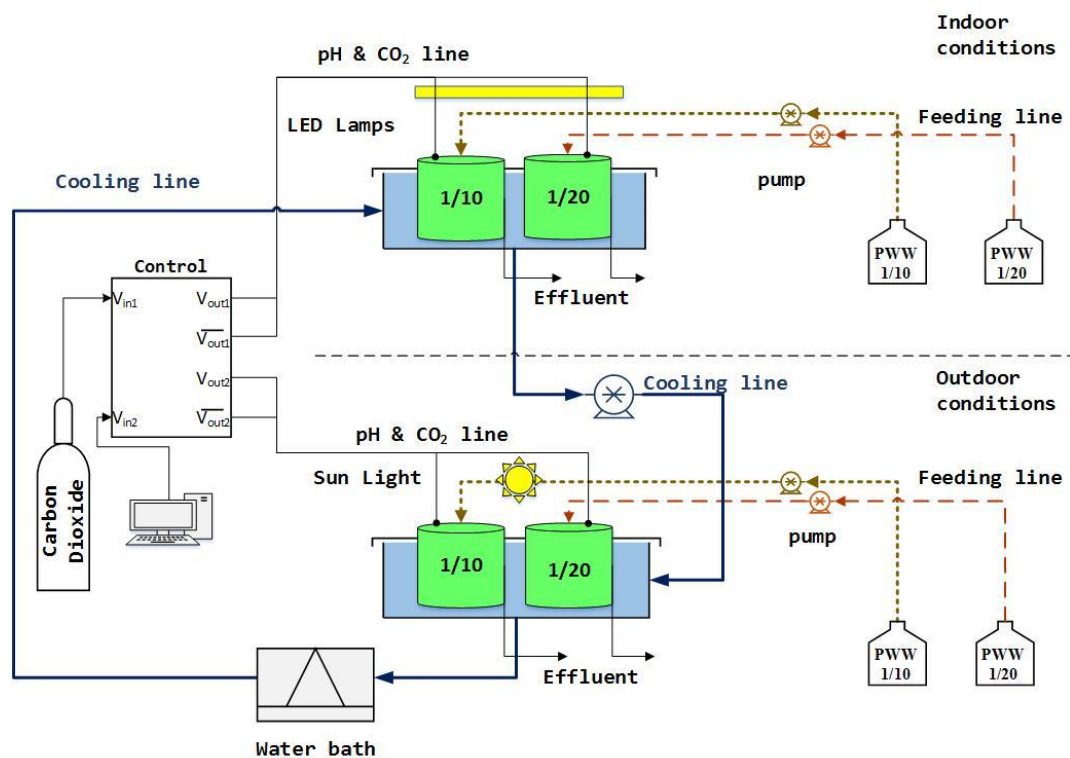 Indoor
conditions
pH & CO₂ line
LED Lamps
Feeding line
Cooling line
pump
1/10
1/20
PWW
1/10
PWW
1/20
Control
Effluent
Vin1
Vout1
Vout1
Vout2
Vin2
Vout2
Cooling line
Outdoor
conditions
pH & CO₂ line
Sun Light
Feeding line
Carbon
Dioxide
pump
1/10
1/20
PWW
1/10
PWW
1/20
Effluent
Water bath